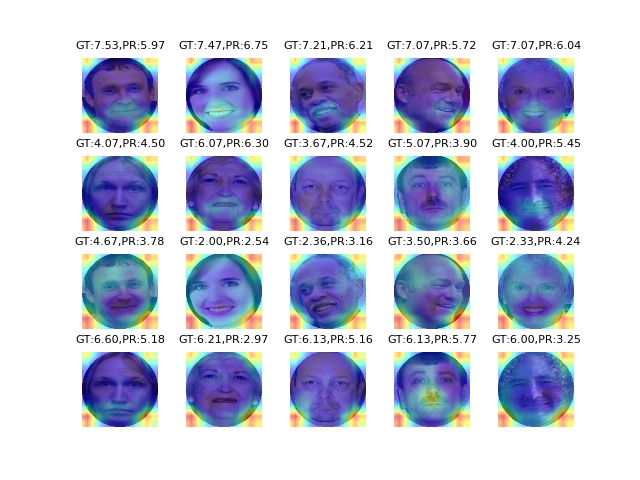 GT:7.53,PR:5.97 GT:7.47,PR:6.75 GT:7.21,PR:6.21 GT:7.07,PR:5.72 GT:7.07,PR:6.04
GT:4.07,PR:4.50 GT:6.07,PR:6.30 GT:3.67,PR:4.52 GT:5.07,PR:3.90 GT:4.00,PR:5.45
GT:4.67,PR:3.78 GT:2.00,PR:2.54 GT:2.36,PR:3.16 GT:3.50,PR:3.66 GT:2.33,PR:4.24
GT:6.60,PR:5.18 GT:6.21,PR:2.97 GT:6.13,PR:5.16 GT:6.13,PR:5.77 GT:6.00,PR:3.25